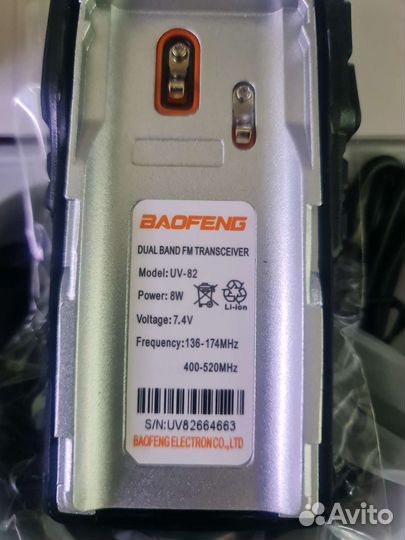 BAOFENG
DUAL BAND FM TRANSCEIVER
Model: UV-82
Power: 8W
Li-ion
Voltage: 7.4V
Frequency:136-174MHz
400-520MHz
S/N:UV82664663
BAOFENG ELECTRON CO.,LTD
Avito